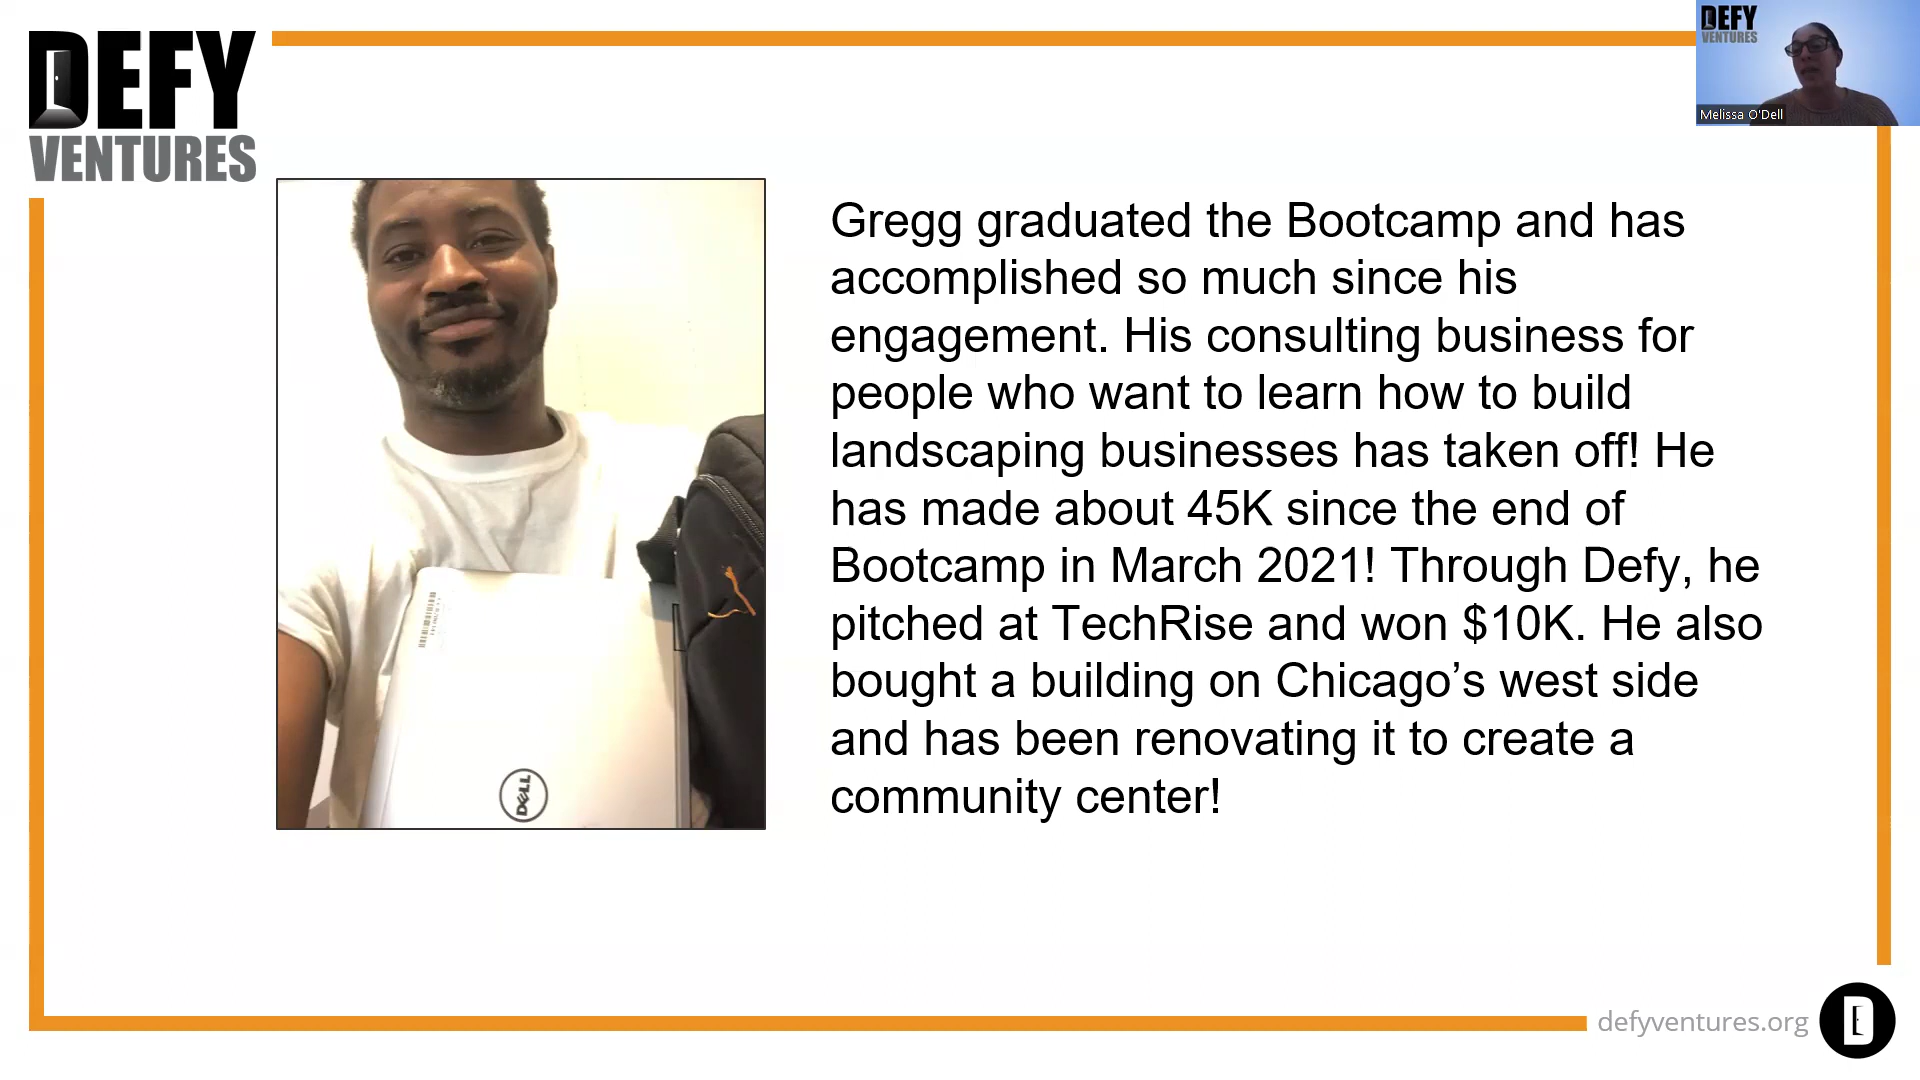 DEFY
VENTURES
DEFY
VENTURES
Melissa O'Dell
Gregg graduated the Bootcamp and has
accomplished so much since his
engagement. His consulting business for
people who want to learn how to build
landscaping businesses has taken off! He
has made about 45K since the end of
Bootcamp in March 2021! Through Defy, he
pitched at TechRise and won $10K. He also
bought a building on Chicago’s west side
and has been renovating it to create a
community center!
DELL
defyventures.org
D